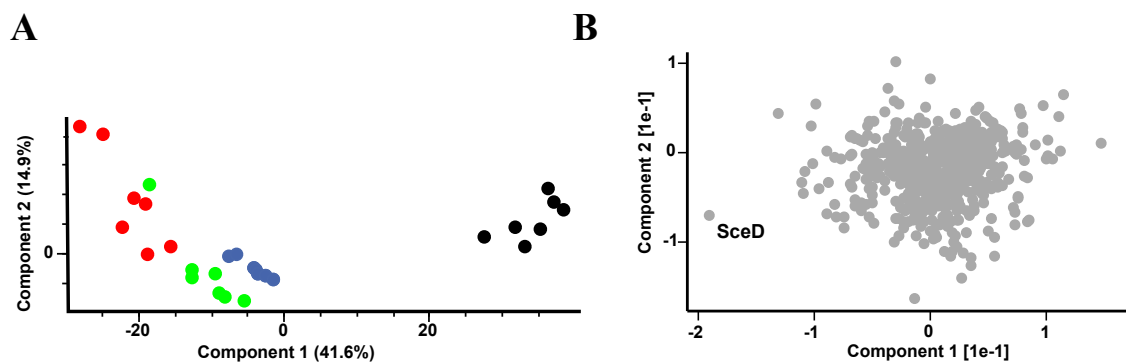 A
B
Component 2 (14.9%)
0
-20
0
20
Component 1 (41.6%)
Component 2 [1e-1]
1
0
-1
SceD
-2
-1
0
1
Component 1 [1e-1]